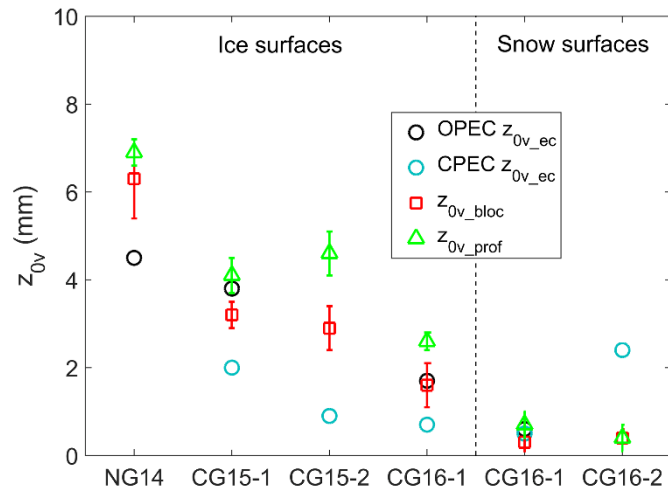 Ice surfaces
Snow surfaces
OPEC z0v_ec
CPEC z0v_ec
z0v_bloc
z0v_prof
z0v (mm)
10
8
6
4
2
0
NG14 CG15-1 CG15-2 CG16-1 CG16-1 CG16-2